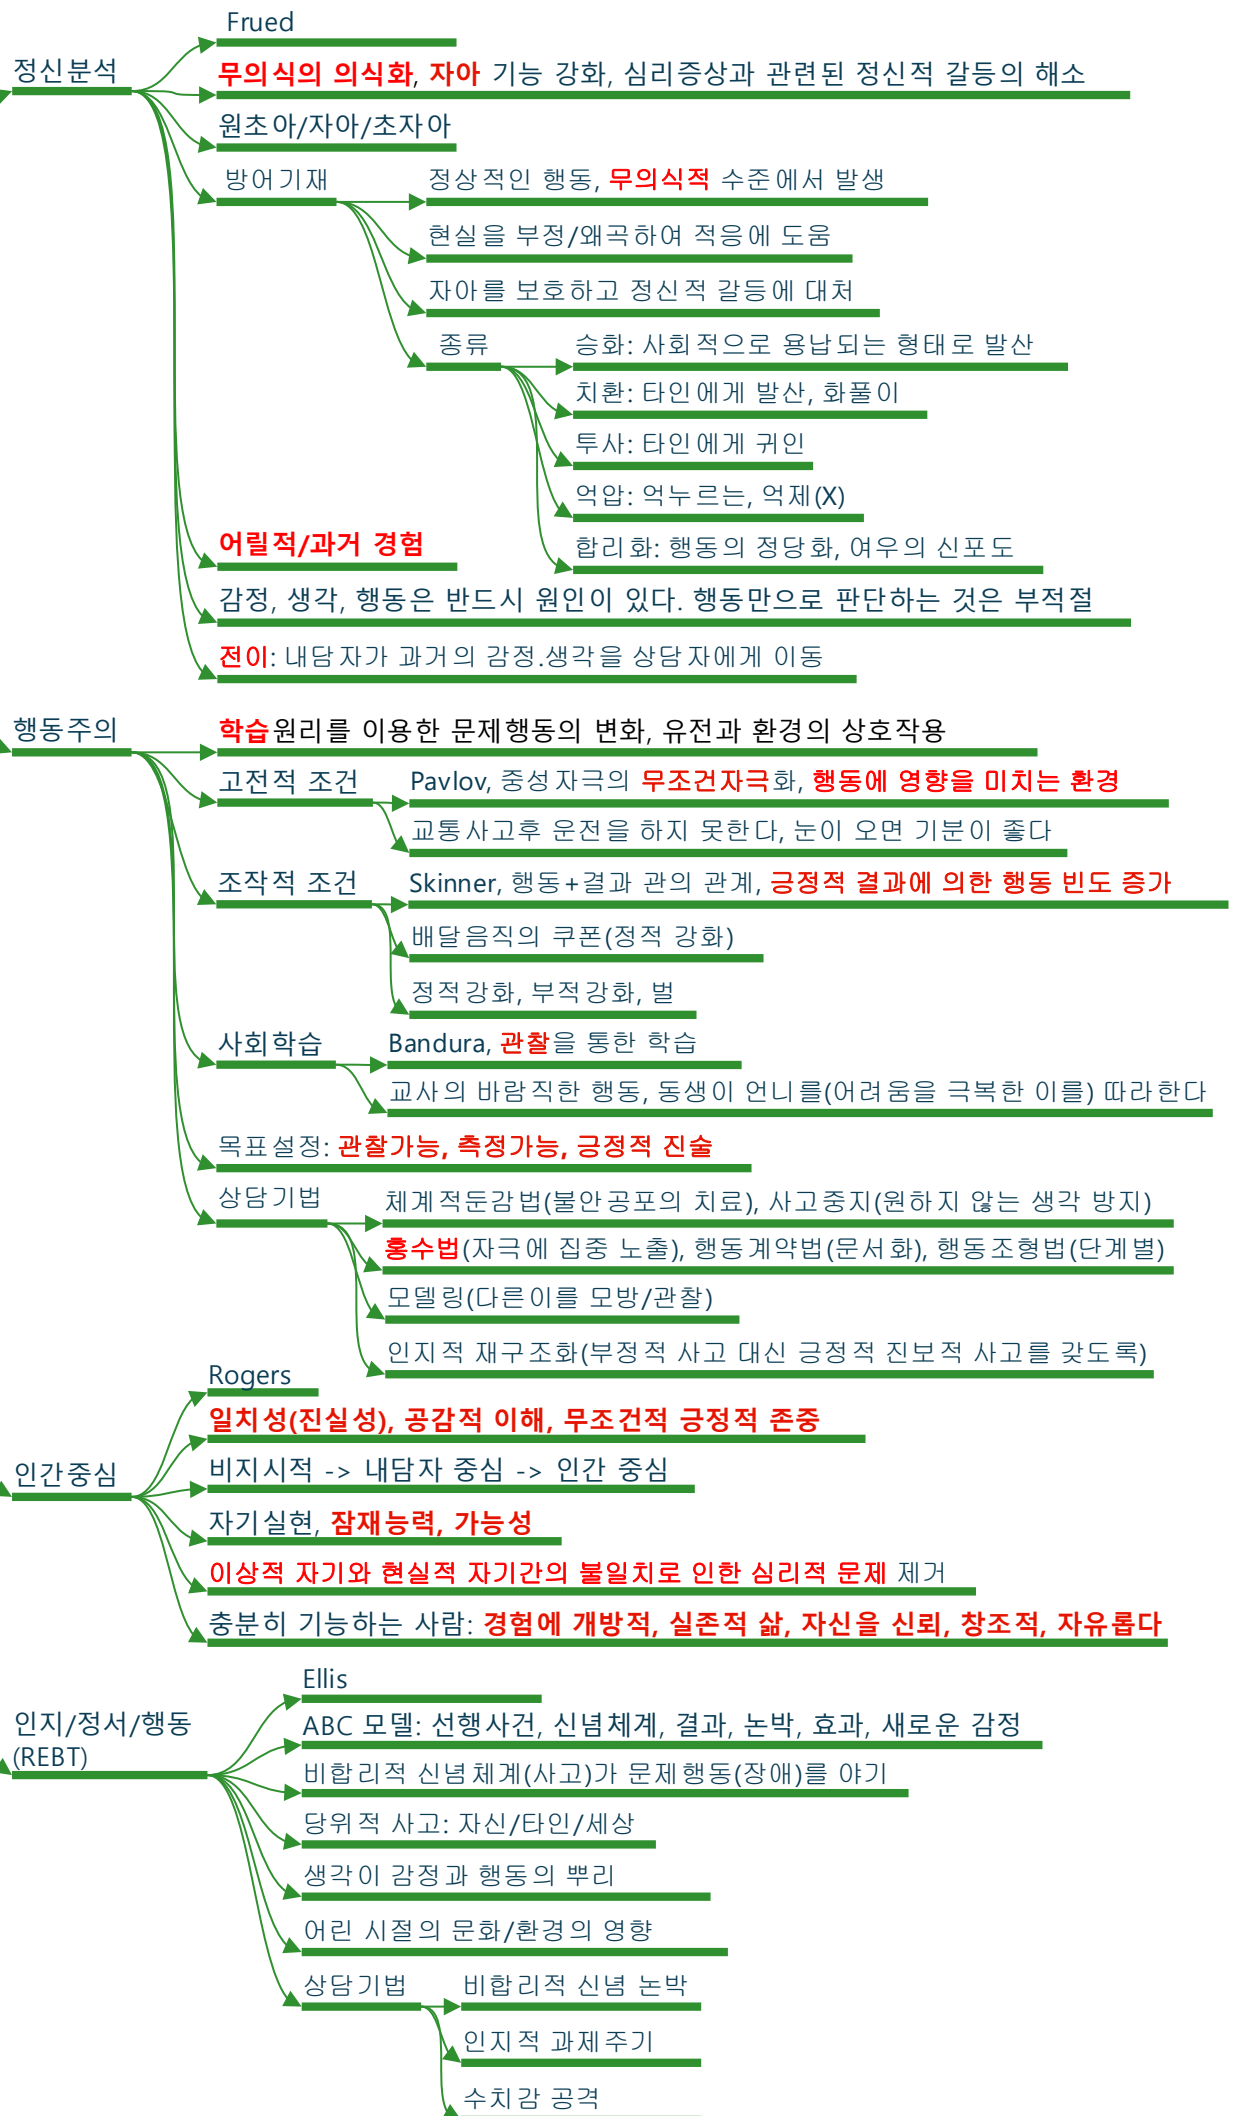 Frued
정신분석
무의식의 의식화, 자아 기능 강화, 심리증상과 관련된 정신적 갈등의 해소
원초아/자아/초자아
방어기재
정상적인 행동, 무의식적 수준에서 발생
현실을 부정/왜곡하여 적응에 도움
자아를 보호하고 정신적 갈등에 대처
종류
승화: 사회적으로 용납되는 형태로 발산
치환: 타인에게 발산, 화풀이
투사: 타인에게 귀인
억압: 억누르는, 억제(X)
합리화: 행동의 정당화, 여우의 신포도
어릴적/과거 경험
감정, 생각, 행동은 반드시 원인이 있다. 행동만으로 판단하는 것은 부적절
전이: 내담자가 과거의 감정.생각을 상담자에게 이동
행동주의
학습원리를 이용한 문제행동의 변화, 유전과 환경의 상호작용
고전적 조건
Pavlov, 중성자극의 무조건자극화, 행동에 영향을 미치는 환경
교통사고후 운전을 하지 못한다, 눈이 오면 기분이 좋다
조작적 조건
Skinner, 행동+결과 관의 관계, 긍정적 결과에 의한 행동 빈도 증가
배달음직의 쿠폰(정적 강화)
정적강화, 부적강화, 벌
사회학습
Bandura, 관찰을 통한 학습
교사의 바람직한 행동, 동생이 언니를(어려움을 극복한 이를) 따라한다
목표설정: 관찰가능, 측정가능, 긍정적 진술
상담기법
체계적둔감법(불안공포의 치료), 사고중지(원하지 않는 생각 방지)
홍수법(자극에 집중 노출), 행동계약법(문서화), 행동조형법(단계별)
모델링(다른이를 모방/관찰)
인지적 재구조화(부정적 사고 대신 긍정적 진보적 사고를 갖도록)
Rogers
일치성(진실성), 공감적 이해, 무조건적 긍정적 존중
인간중심
비지시적 -> 내담자 중심 -> 인간 중심
자기실현, 잠재능력, 가능성
이상적 자기와 현실적 자기간의 불일치로 인한 심리적 문제 제거
충분히 기능하는 사람: 경험에 개방적, 실존적 삶, 자신을 신뢰, 창조적, 자유롭다
Ellis
인지/정서/행동
(REBT)
ABC 모델: 선행사건, 신념체계, 결과, 논박, 효과, 새로운 감정
비합리적 신념체계(사고)가 문제행동(장애)를 야기
당위적 사고: 자신/타인/세상
생각이 감정과 행동의 뿌리
어린 시절의 문화/환경의 영향
상담기법
비합리적 신념 논박
인지적 과제주기
수치감 공격